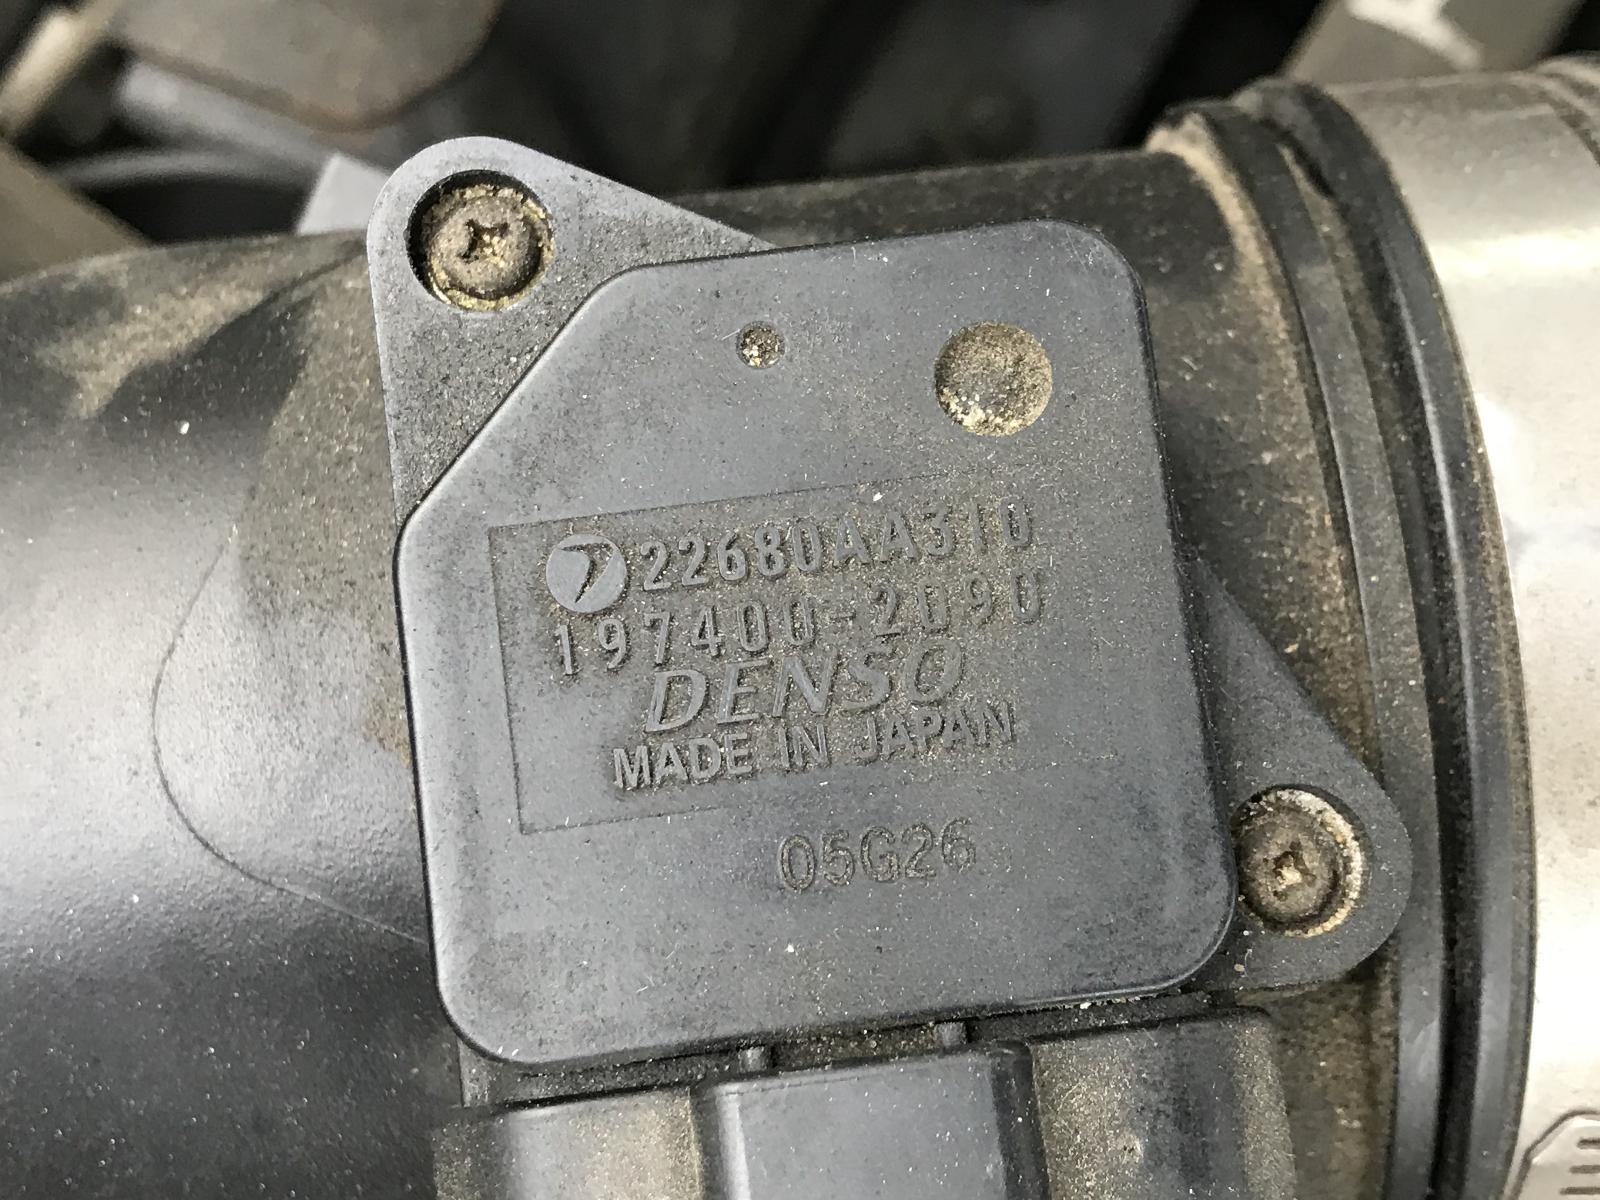 22680AA310
197400-2090
DENSO
MADE IN JAPAN
05G26